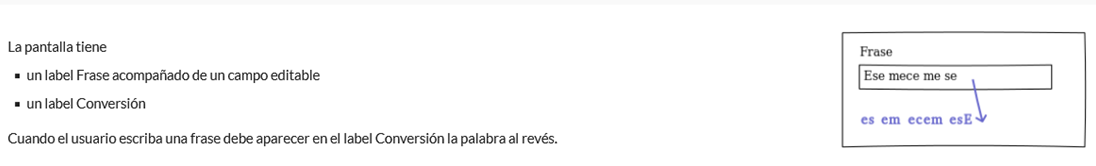 La pantalla tiene
▪ un label Frase acompañado de un campo editable
▪ un label Conversión
Cuando el usuario escriba una frase debe aparecer en el label Conversión la palabra al revés.
Frase
Ese mece me se
es em ecem esE